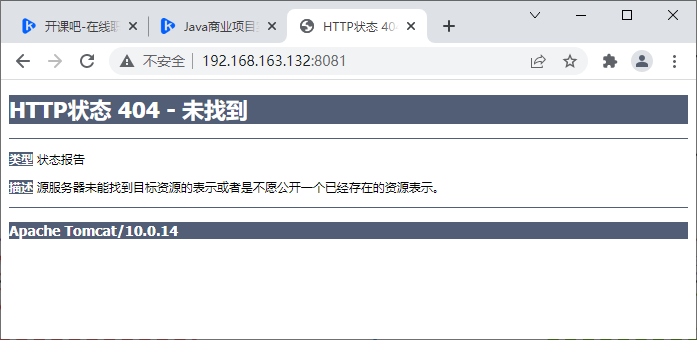 开课吧-在线职
Java商业项目实
HTTP状态 404
不安全 192.168.163.132:8081
HTTP状态 404 - 未找到
类型 状态报告
描述 源服务器未能找到目标资源的表示或者是不愿公开一个已经存在的资源表示。
Apache Tomcat/10.0.14